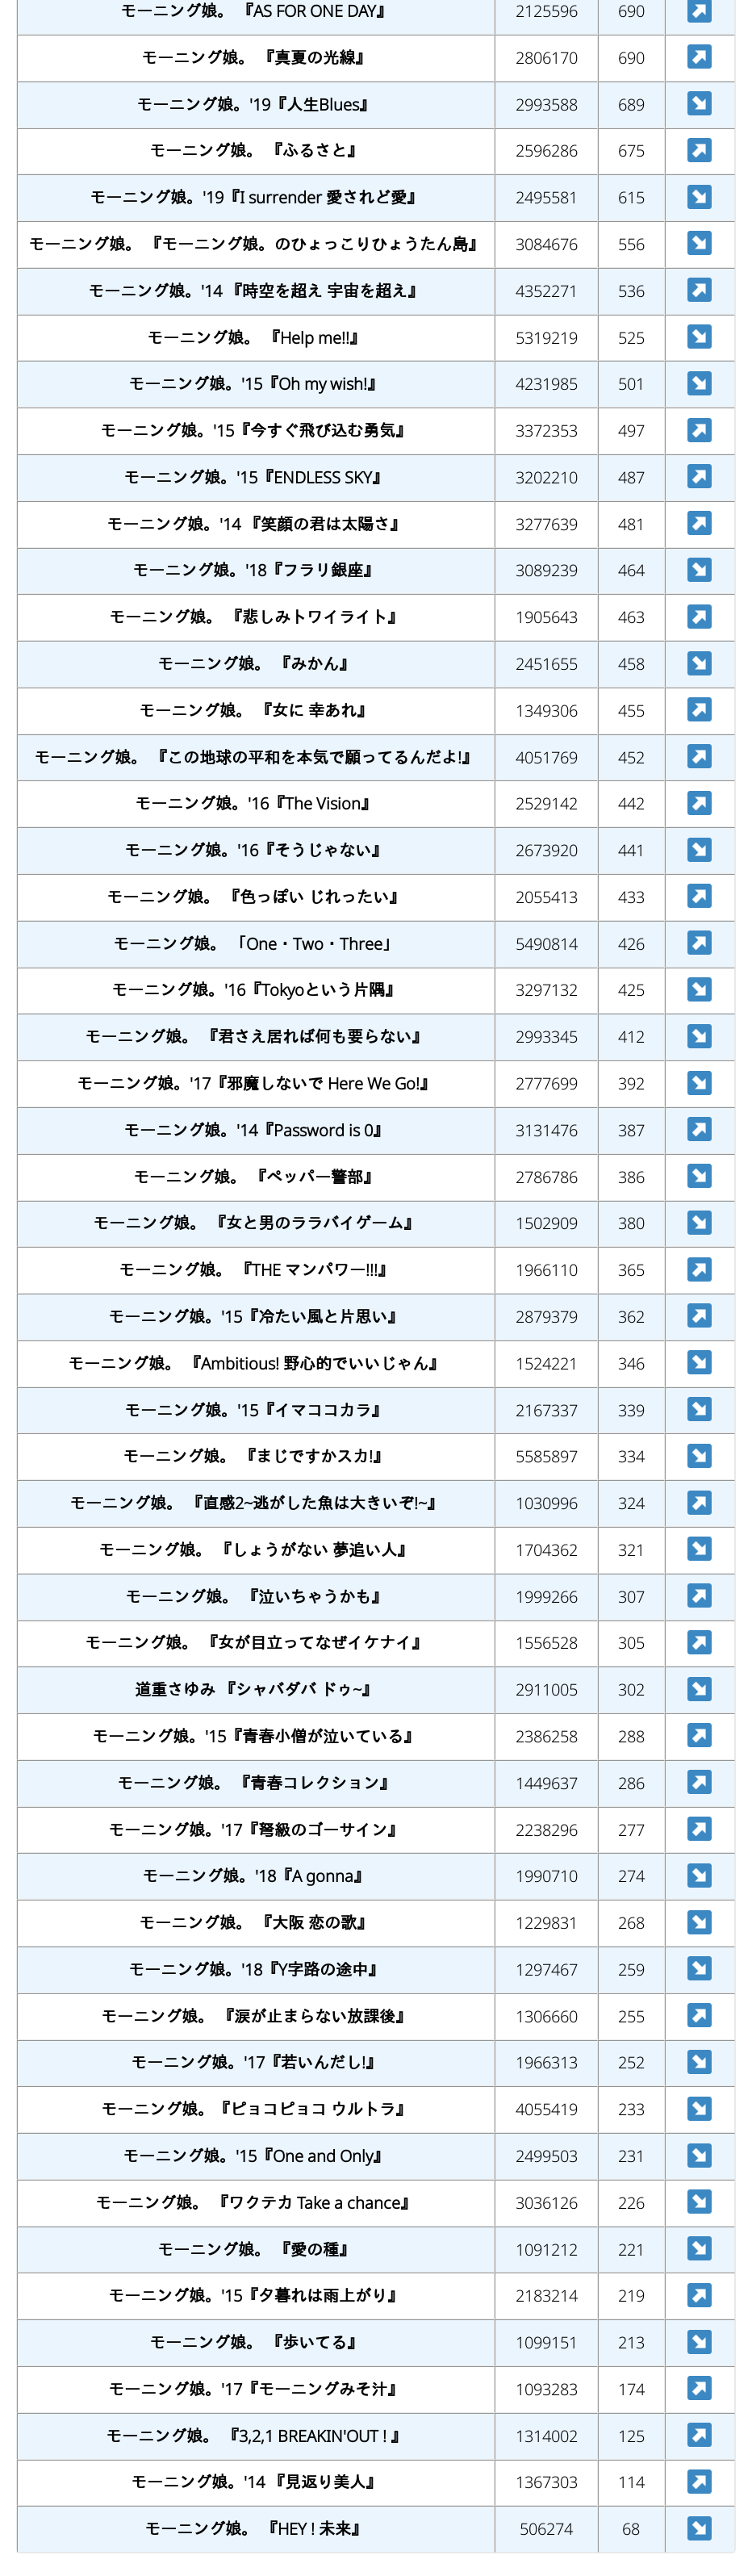 モーニング娘。 『AS FOR ONE DAY』 2125596 690
モーニング娘。 『真夏の光線』 2806170 690
モーニング娘。'19『人生Blues』 2993588 689
モーニング娘。 『ふるさと』 2596286 675
モーニング娘。'19『I surrender 愛されど愛』 2495581 615
モーニング娘。 『モーニング娘。のひょっこりひょうたん島』 3084676 556
モーニング娘。'14 『時空を超え 宇宙を超え』 4352271 536
モーニング娘。 『Help me!!』 5319219 525
モーニング娘。'15『Oh my wish!』 4231985 501
モーニング娘。'15『今すぐ飛び込む勇気』 3372353 497
モーニング娘。'15『ENDLESS SKY』 3202210 487
モーニング娘。'14 『笑顔の君は太陽さ』 3277639 481
モーニング娘。'18『フラリ銀座』 3089239 464
モーニング娘。 『悲しみトワイライト』 1905643 463
モーニング娘。 『みかん』 2451655 458
モーニング娘。 『女に 幸あれ』 1349306 455
モーニング娘。 『この地球の平和を本気で願ってるんだよ!』 4051769 452
モーニング娘。'16『The Vision』 2529142 442
モーニング娘。'16『そうじゃない』 2673920 441
モーニング娘。 『色っぽい じれったい』 2055413 433
モーニング娘。 「One・Two・Three」 5490814 426
モーニング娘。'16『Tokyoという片隅』 3297132 425
モーニング娘。 『君さえ居れば何も要らない』 2993345 412
モーニング娘。'17『邪魔しないで Here We Go!』 2777699 392
モーニング娘。'14『Password is 0』 3131476 387
モーニング娘。 『ペッパー警部』 2786786 386
モーニング娘。 『女と男のララバイゲーム』 1502909 380
モーニング娘。 『THE マンパワー!!!』 1966110 365
モーニング娘。'15『冷たい風と片思い』 2879379 362
モーニング娘。 『Ambitious! 野心的でいいじゃん』 1524221 346
モーニング娘。'15『イマココカラ』 2167337 339
モーニング娘。 『まじですかスカ!』 5585897 334
モーニング娘。 『直感2~逃がした魚は大きいぞ!~』 1030996 324
モーニング娘。 『しょうがない 夢追い人』 1704362 321
モーニング娘。 『泣いちゃうかも』 1999266 307
モーニング娘。 『女が目立ってなぜイケナイ』 1556528 305
道重さゆみ 『シャバダバ ドゥ~』 2911005 302
モーニング娘。'15『青春小僧が泣いている』 2386258 288
モーニング娘。 『青春コレクション』 1449637 286
モーニング娘。'17『弩級のゴーサイン』 2238296 277
モーニング娘。'18『A gonna』 1990710 274
モーニング娘。 『大阪 恋の歌』 1229831 268
モーニング娘。'18『Y字路の途中』 1297467 259
モーニング娘。 『涙が止まらない放課後』 1306660 255
モーニング娘。'17『若いんだし!』 1966313 252
モーニング娘。『ピョコピョコ ウルトラ』 4055419 233
モーニング娘。'15『One and Only』 2499503 231
モーニング娘。 『ワクテカ Take a chance』 3036126 226
モーニング娘。 『愛の種』 1091212 221
モーニング娘。'15『夕暮れは雨上がり』 2183214 219
モーニング娘。 『歩いてる』 1099151 213
モーニング娘。'17『モーニングみそ汁』 1093283 174
モーニング娘。 『3,2,1 BREAKIN'OUT ! 』 1314002 125
モーニング娘。'14 『見返り美人』 1367303 114
モーニング娘。 『HEY ! 未来』 506274 68